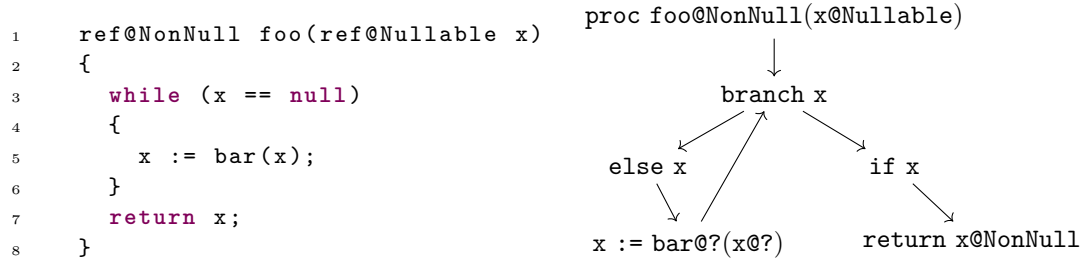 1 ref@NonNull foo(ref@Nullable x)
2 {
3 while (x == null)
4 {
5 x := bar(x);
6 }
7 return x;
8 }
proc foo@NonNull(x@Nullable)
branch x
else x
if x
x := bar@?(x@?)
return x@NonNull